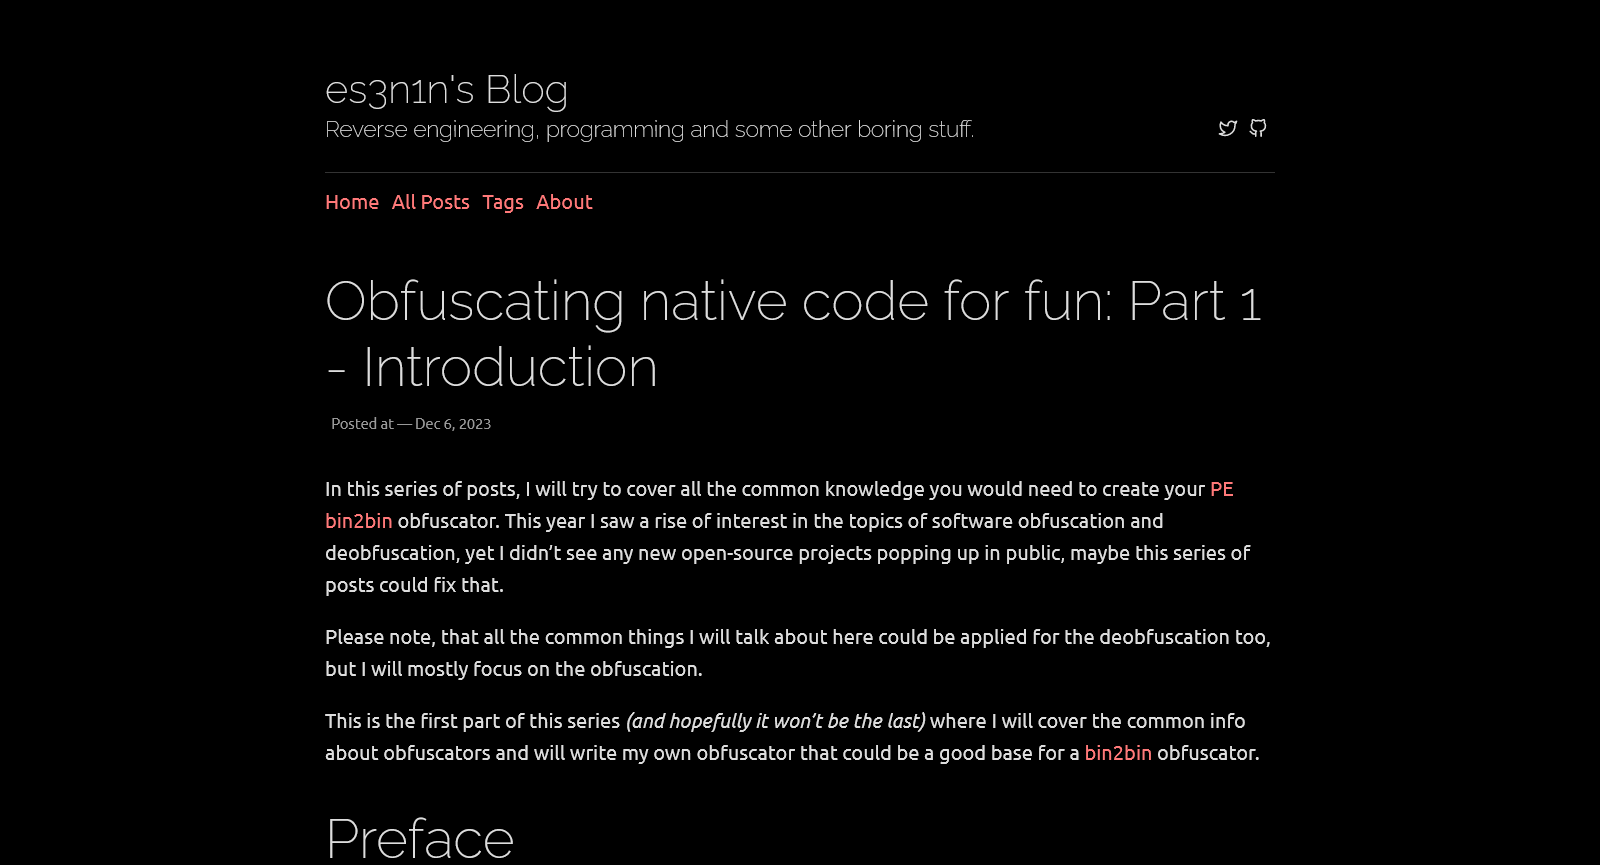 es3n1n's Blog
Reverse engineering, programming and some other boring stuff.
Home All Posts Tags About
Obfuscating native code for fun: Part 1
- Introduction
Posted at — Dec 6, 2023
In this series of posts, I will try to cover all the common knowledge you would need to create your PE
bin2bin obfuscator. This year I saw a rise of interest in the topics of software obfuscation and
deobfuscation, yet I didn’t see any new open-source projects popping up in public, maybe this series of
posts could fix that.
Please note, that all the common things I will talk about here could be applied for the deobfuscation too,
but I will mostly focus on the obfuscation.
This is the first part of this series (and hopefully it won’t be the last) where I will cover the common info
about obfuscators and will write my own obfuscator that could be a good base for a bin2bin obfuscator.
Preface